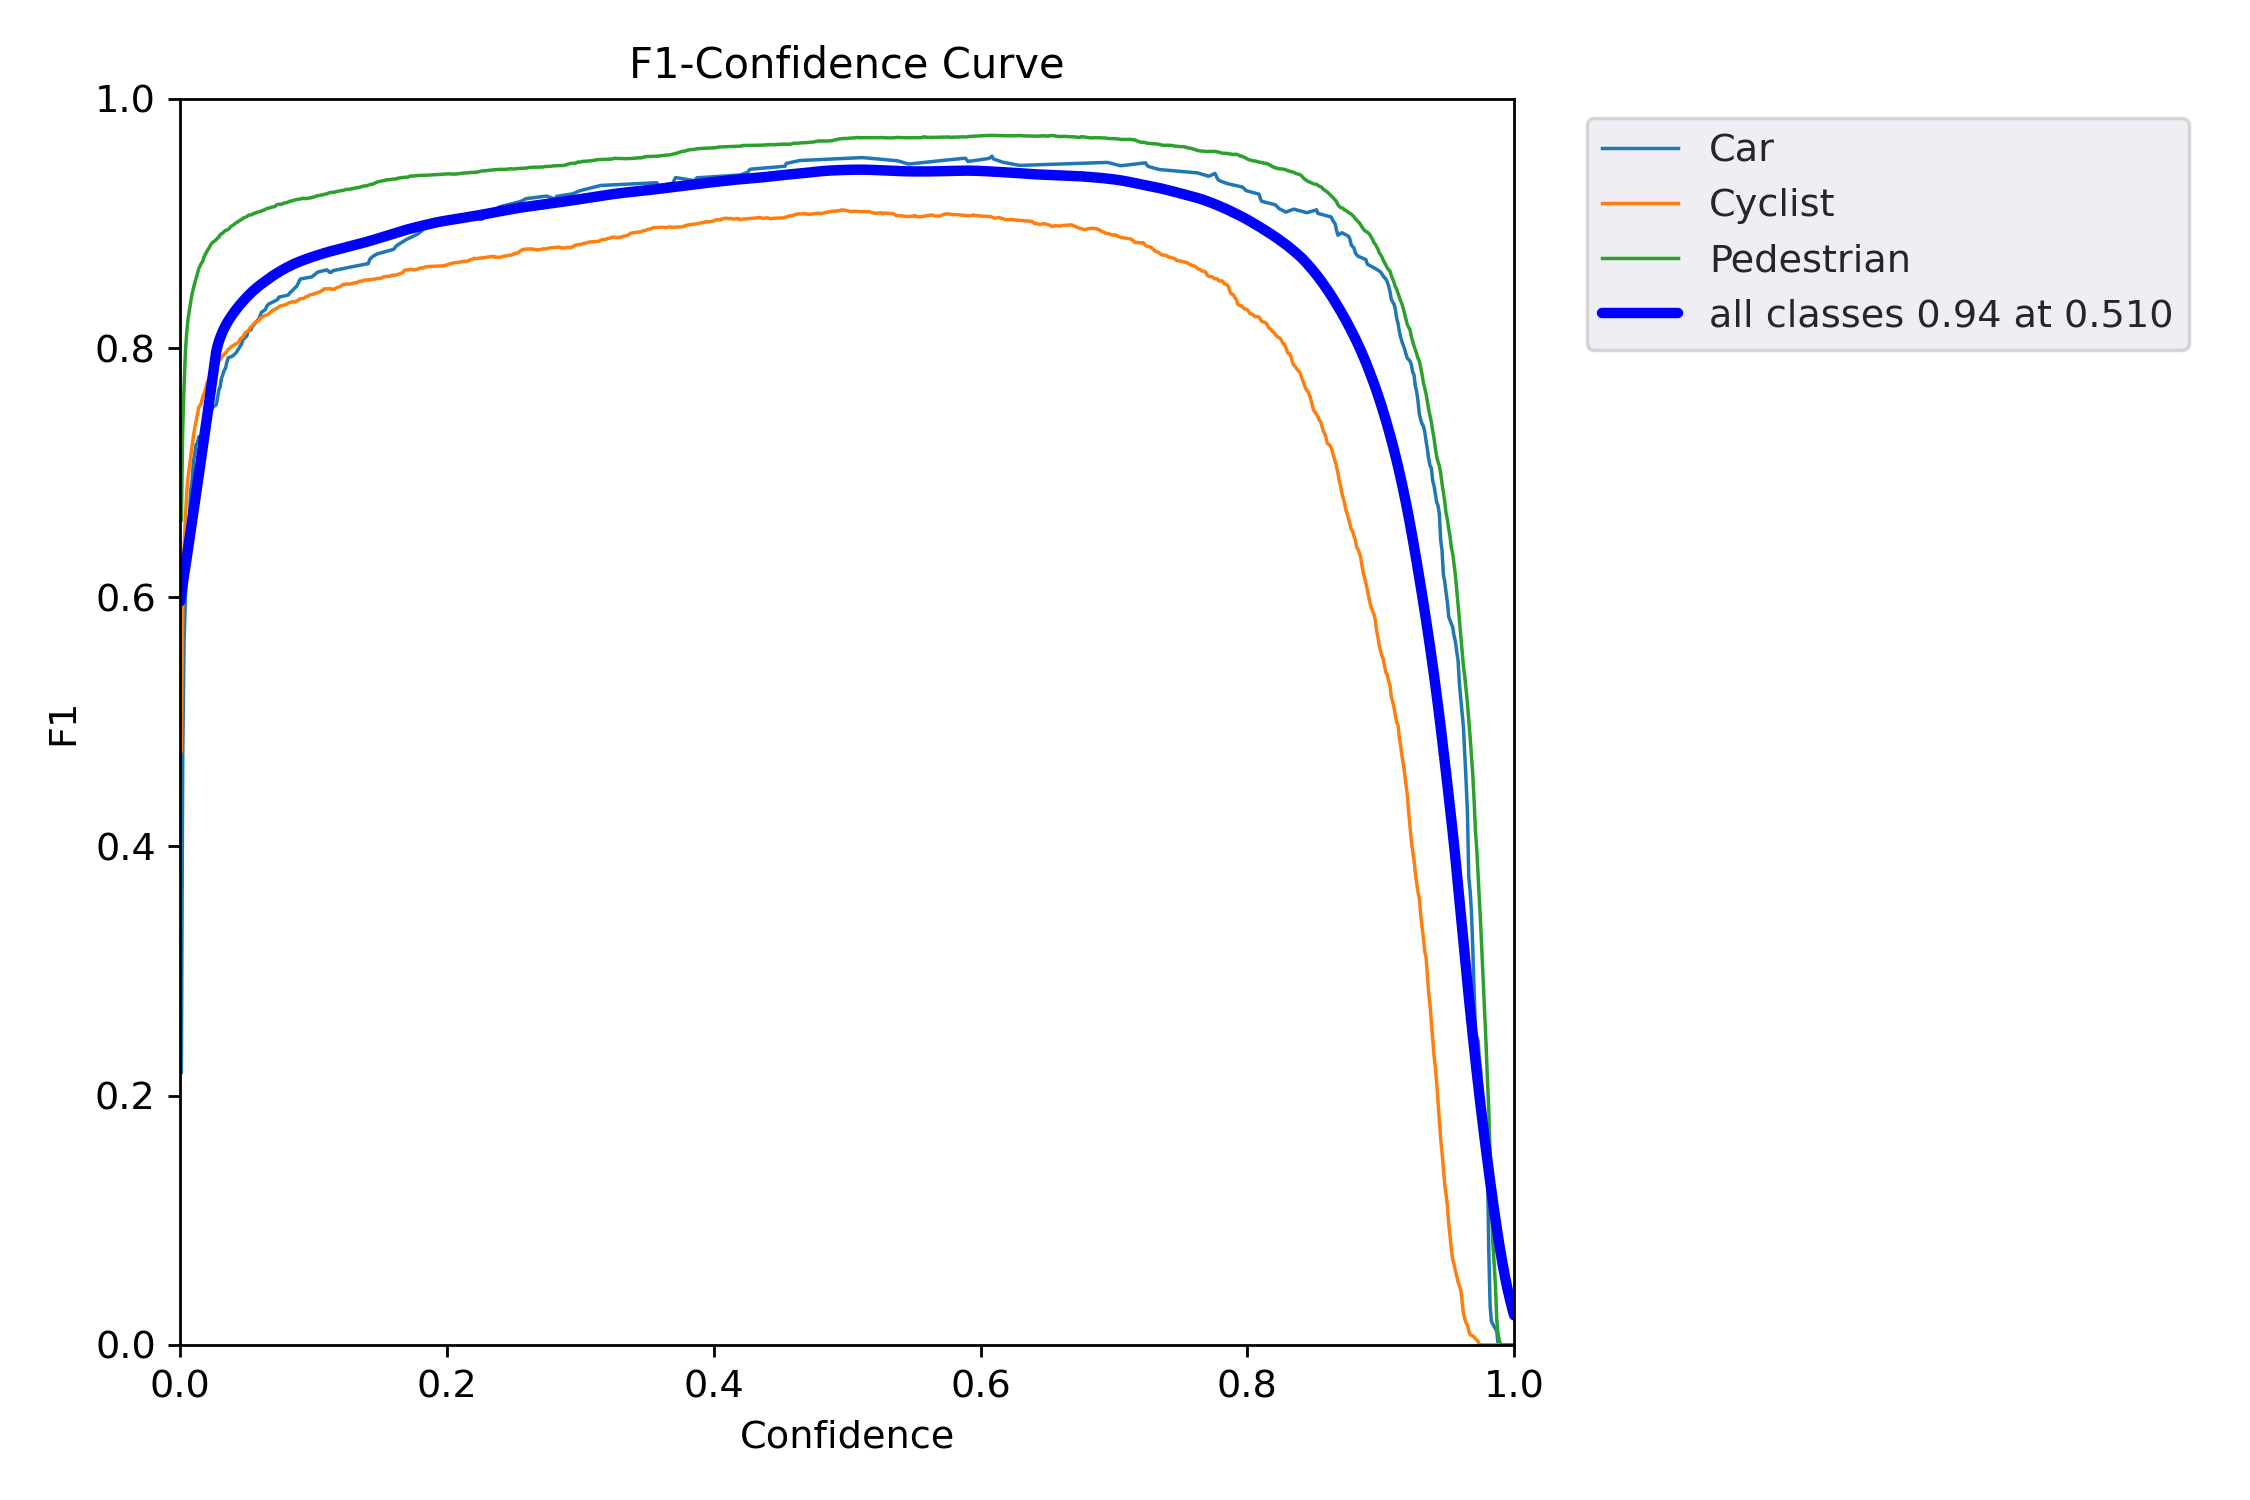 F1-Confidence Curve
1.0
0.8
0.6
0.4
0.2
0.0
F1
0.0 0.2 0.4 0.6 0.8 1.0
Confidence
Car
Cyclist
Pedestrian
all classes 0.94 at 0.510